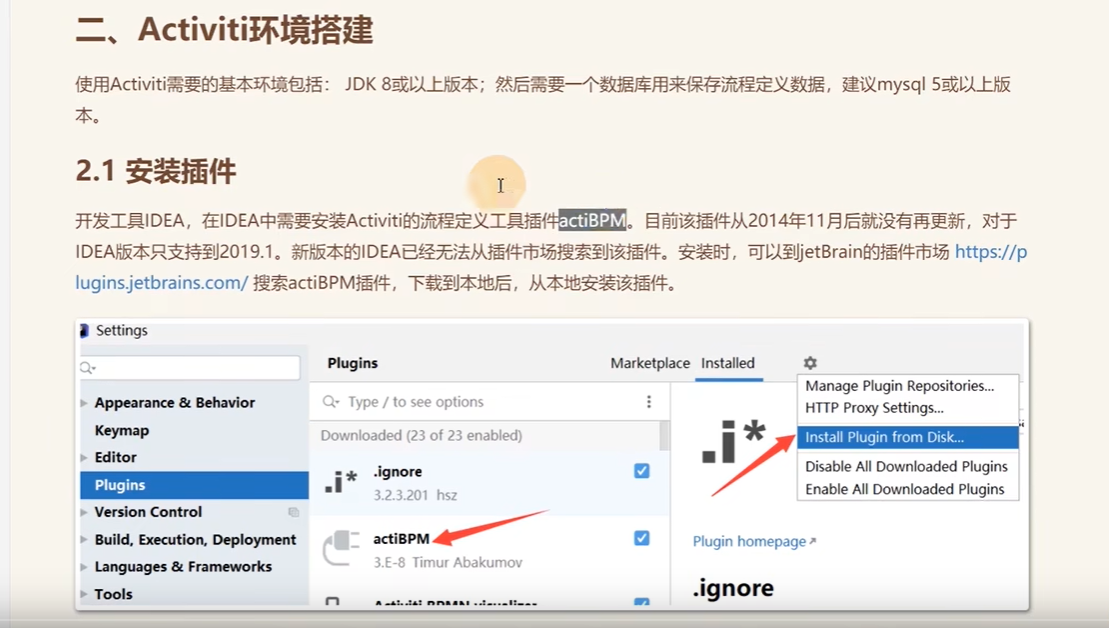 二、Activiti环境搭建
使用Activiti需要的基本环境包括： JDK 8或以上版本；然后需要一个数据库用来保存流程定义数据，建议mysql 5或以上版
本。
2.1 安装插件
开发工具IDEA，在IDEA中需要安装Activiti的流程定义工具插件actiBPM。目前该插件从2014年11月后就没有再更新，对于
IDEA版本只支持到2019.1。新版本的IDEA已经无法从插件市场搜索到该插件。安装时，可以到jetBrain的插件市场 https://p
lugins.jetbrains.com/ 搜索actiBPM插件，下载到本地后，从本地安装该插件。
Settings
Plugins
Marketplace
Installed
Appearance & Behavior
Keymap
Editor
Plugins
Version Control
Build, Execution, Deployment
Languages & Frameworks
Tools
Type / to see options
Downloaded (23 of 23 enabled)
.ignore
3.2.3.201 hsz
actiBPM
3.E-8 Timur Abakumov
Activiti BPMN visualizer
.i*
.i*
Manage Plugin Repositories...
HTTP Proxy Settings...
Install Plugin from Disk...
Disable All Downloaded Plugins
Enable All Downloaded Plugins
Plugin homepage
.ignore